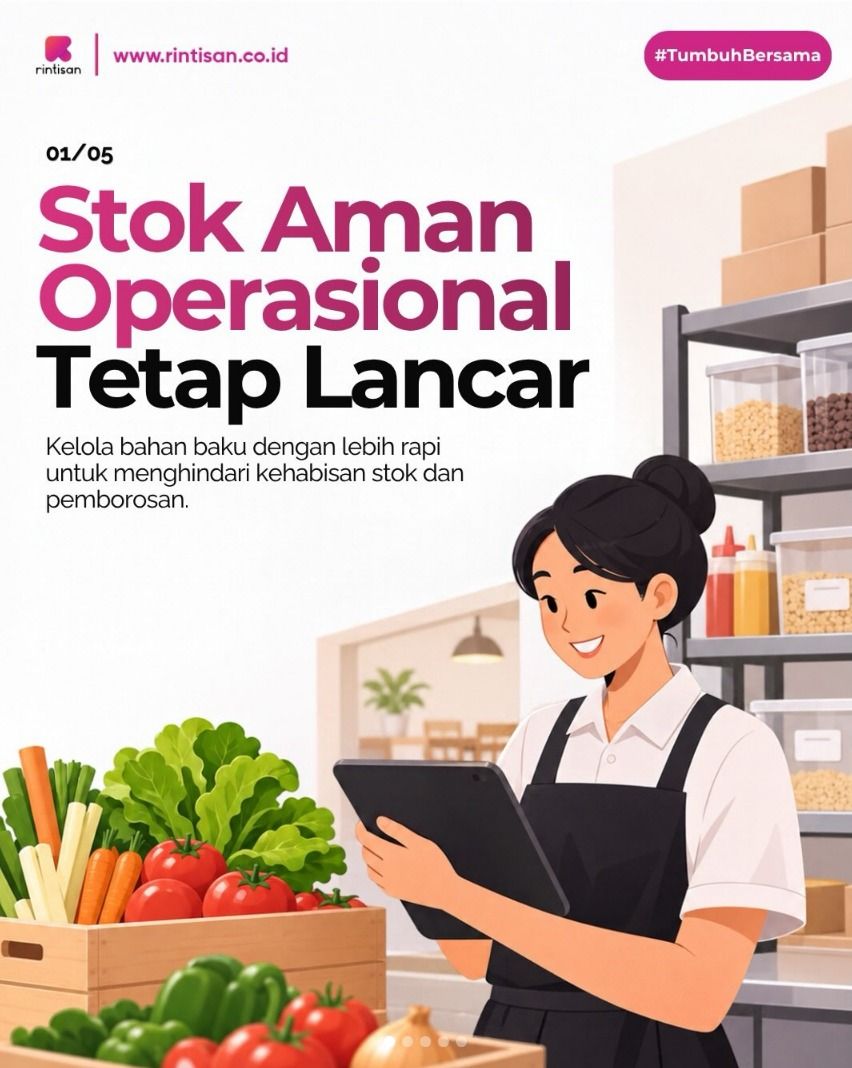 rintisan
www.rintisan.co.id
#TumbuhBersama
01/05
Stok Aman
Operasional
Tetap Lancar
Kelola bahan baku dengan lebih rapi
untuk menghindari kehabisan stok dan
pemborosan.